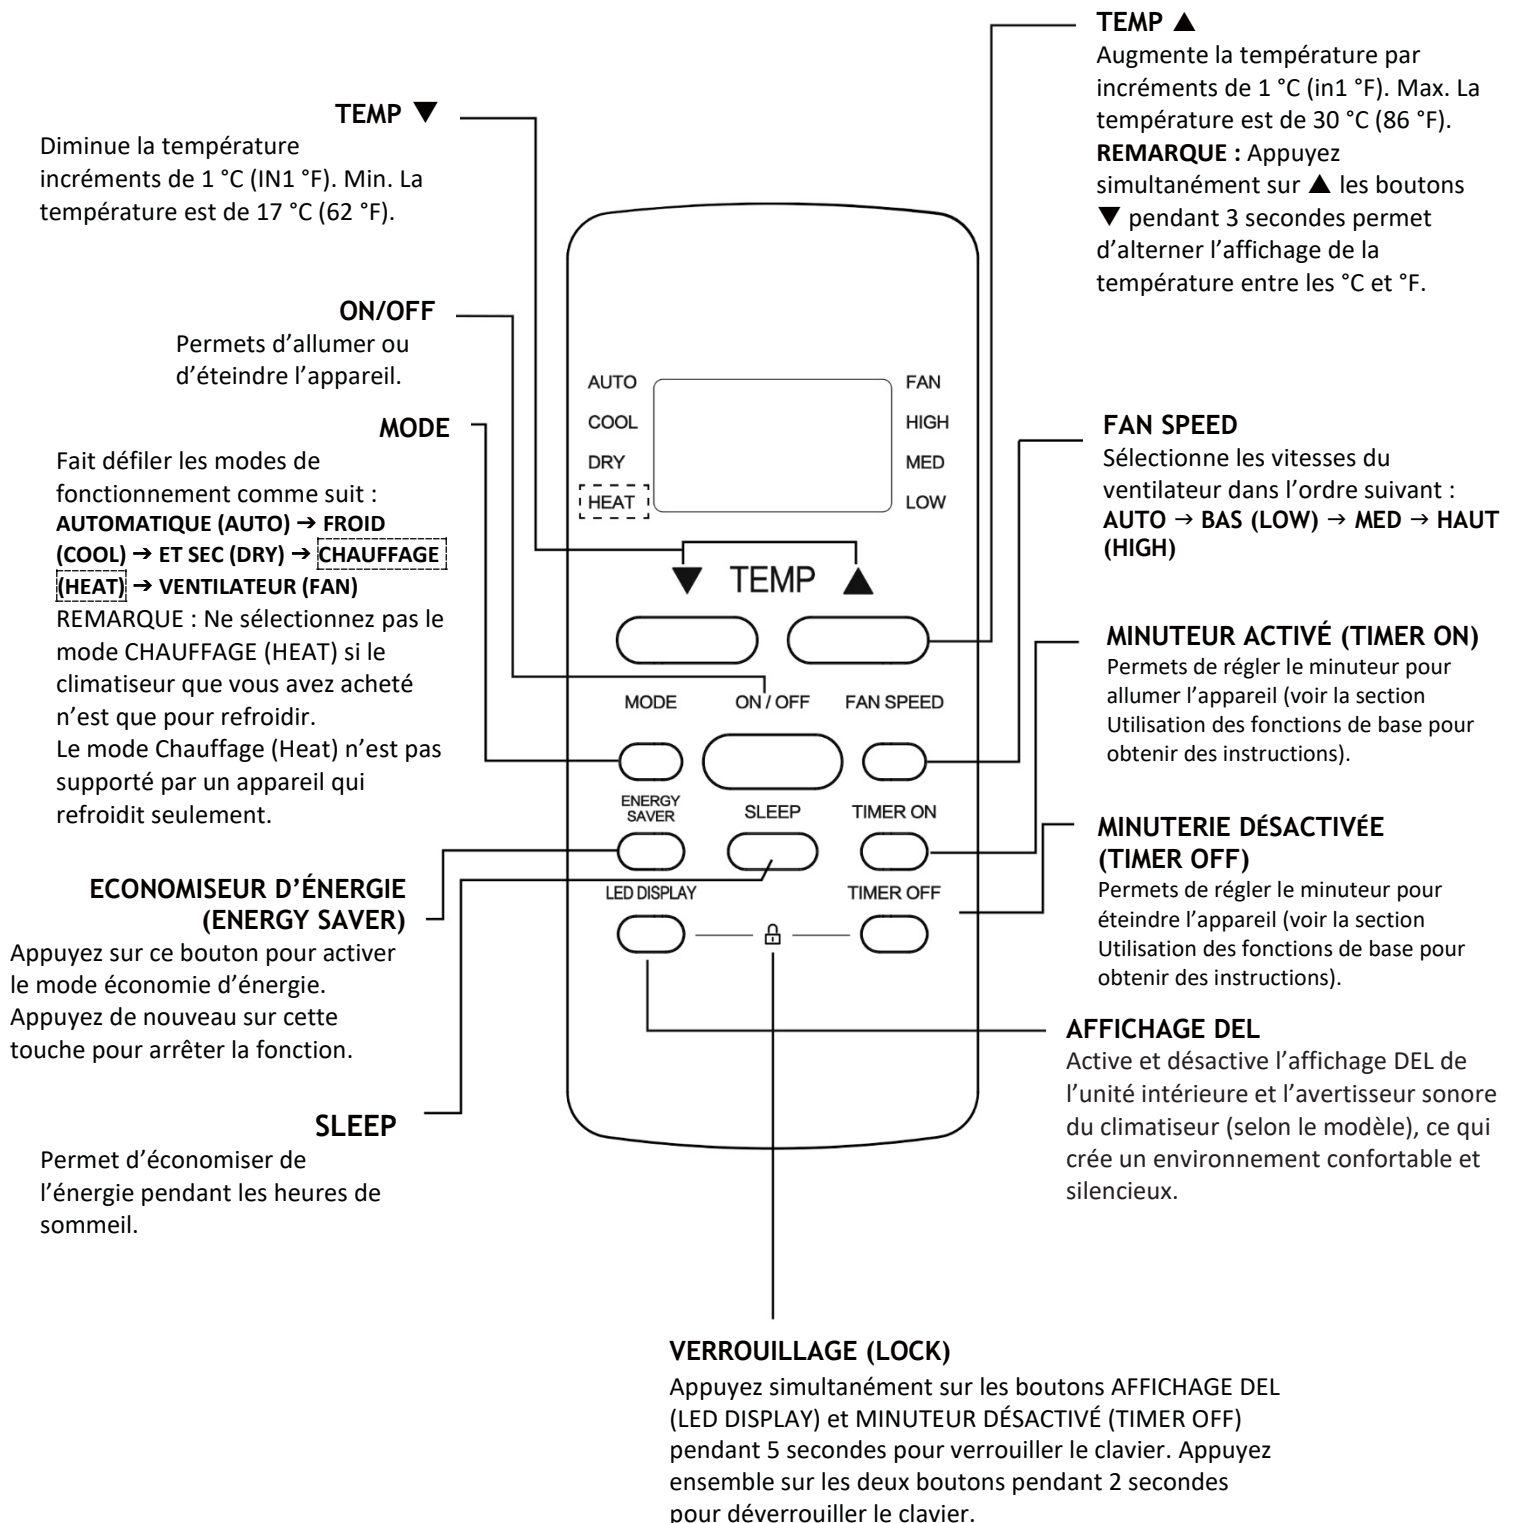 TEMP ▼
Diminue la température
incréments de 1 °C (IN1 °F). Min. La
température est de 17 °C (62 °F).
ON/OFF
Permets d'allumer ou
d'éteindre l'appareil.
MODE
Fait défiler les modes de
fonctionnement comme suit :
AUTOMATIQUE (AUTO) ➔ FROID
(COOL) ➔ ET SEC (DRY) ➔ CHAUFFAGE
(HEAT) ➔ VENTILATEUR (FAN)
REMARQUE : Ne sélectionnez pas le
mode CHAUFFAGE (HEAT) si le
climatiseur que vous avez acheté
n'est que pour refroidir.
Le mode Chauffage (Heat) n'est pas
supporté par un appareil qui
refroidit seulement.
ECONOMISEUR D'ÉNERGIE
(ENERGY SAVER)
Appuyez sur ce bouton pour activer
le mode économie d'énergie.
Appuyez de nouveau sur cette
touche pour arrêter la fonction.
SLEEP
Permet d'économiser de
l'énergie pendant les heures de
sommeil.
AUTO
COOL
DRY
HEAT
FAN
HIGH
MED
LOW
▼ TEMP ▲
MODE ON / OFF FAN SPEED
ENERGY
SAVER
SLEEP
TIMER ON
LED DISPLAY
TIMER OFF
TEMP ▲
Augmente la température par
incréments de 1 °C (in1 °F). Max. La
température est de 30 °C (86 °F).
REMARQUE : Appuyez
simultanément sur ▲ les boutons
▼ pendant 3 secondes permet
d'alterner l'affichage de la
température entre les °C et °F.
FAN SPEED
Sélectionne les vitesses du
ventilateur dans l'ordre suivant :
AUTO → BAS (LOW) → MED → HAUT
(HIGH)
MINUTEUR ACTIVÉ (TIMER ON)
Permets de régler le minuteur pour
allumer l'appareil (voir la section
Utilisation des fonctions de base pour
obtenir des instructions).
MINUTERIE DÉSACTIVÉE
(TIMER OFF)
Permets de régler le minuteur pour
éteindre l'appareil (voir la section
Utilisation des fonctions de base pour
obtenir des instructions).
AFFICHAGE DEL
Active et désactive l'affichage DEL de
l'unité intérieure et l'avertisseur sonore
du climatiseur (selon le modèle), ce qui
crée un environnement confortable et
silencieux.
VERROUILLAGE (LOCK)
Appuyez simultanément sur les boutons AFFICHAGE DEL
(LED DISPLAY) et MINUTEUR DÉSACTIVÉ (TIMER OFF)
pendant 5 secondes pour verrouiller le clavier. Appuyez
ensemble sur les deux boutons pendant 2 secondes
pour déverrouiller le clavier.